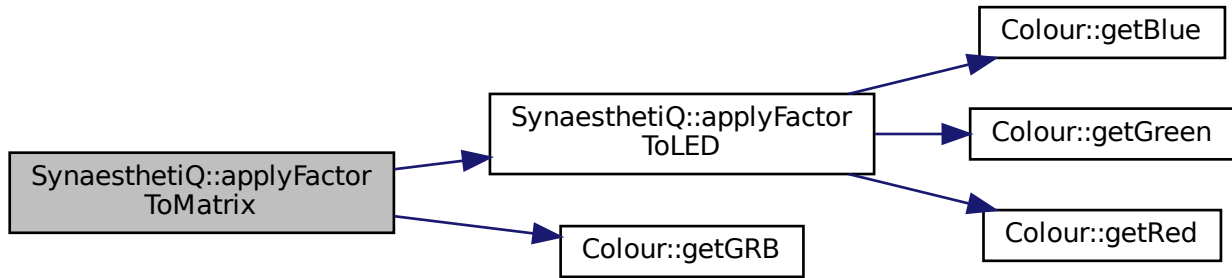 SynaesthetiQ::applyFactor
ToMatrix
SynaesthetiQ::applyFactor
ToLED
Colour::getGRB
Colour::getBlue
Colour::getGreen
Colour::getRed